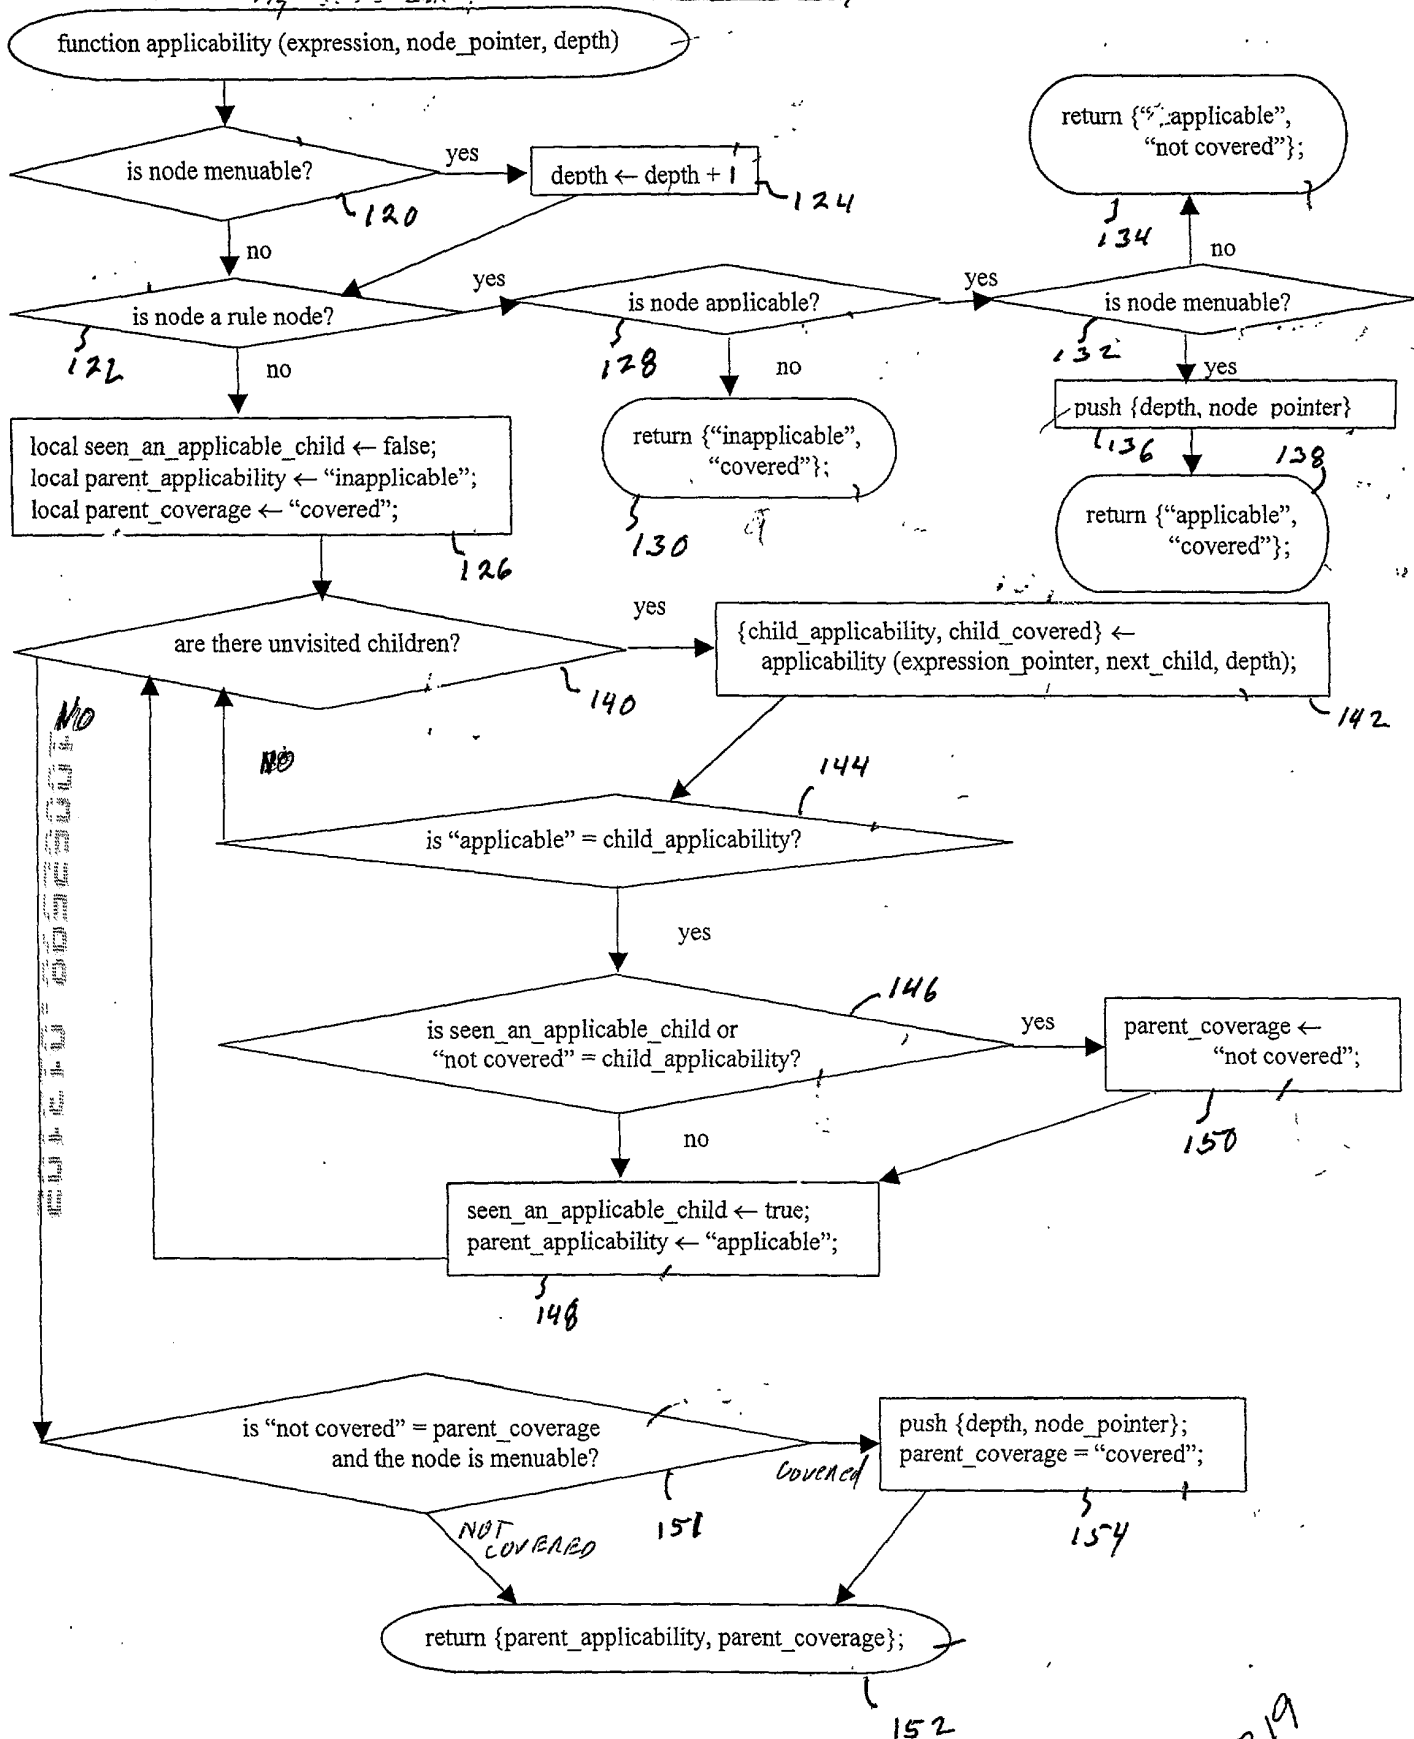 function applicability (expression, node_pointer, depth)
is node menuable?
yes
depth ← depth + 1
120
124
no
return {“applicable”,
“not covered”};
134
no
is node a rule node?
yes
is node applicable?
yes
is node menuable?
122
128
132
no
no
yes
push {depth, node pointer}
136
138
local seen_an_applicable_child ← false;
local parent_applicability ← “inapplicable”;
local parent_coverage ← “covered”;
126
return {“inapplicable”,
“covered”};
130
return {“applicable”,
“covered”};
are there unvisited children?
yes
140
{child_applicability, child_covered} ←
applicability (expression_pointer, next_child, depth);
142
NO
NO
144
is “applicable” = child_applicability?
yes
146
is seen_an_applicable_child or
“not covered” = child_applicability?
yes
parent_coverage ←
“not covered”;
150
no
seen_an_applicable_child ← true;
parent_applicability ← “applicable”;
148
is “not covered” = parent_coverage
and the node is menuable?
151
covered
push {depth, node_pointer};
parent_coverage = “covered”;
154
NOT
COVERED
return {parent_applicability, parent_coverage};
152